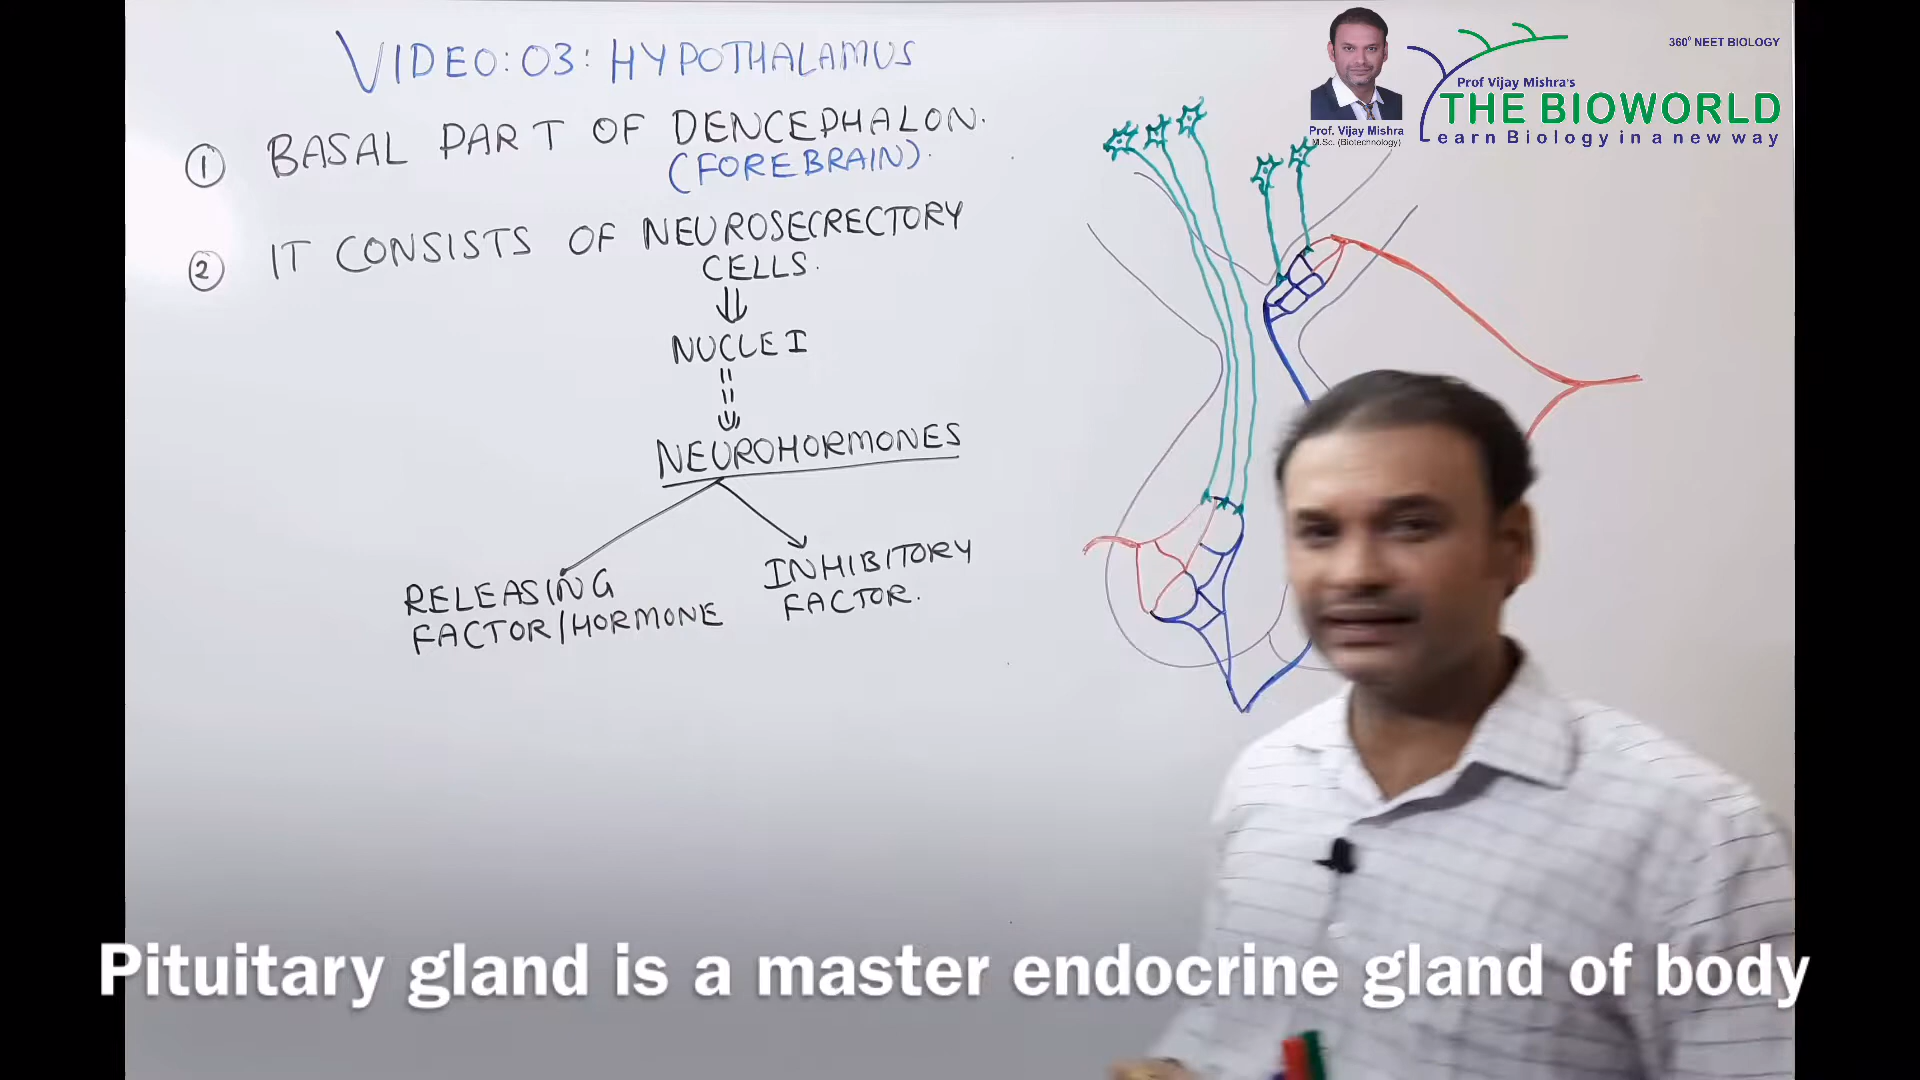 VIDEO:03:HYPOTHALAMUS
1 BASAL PART OF DENCEPHALON.
(FOREBRAIN).
2 IT CONSISTS OF NEUROSECRECTORY
CELLS.
NUCLEI
NEUROHORMONES
RELEASING
FACTOR/HORMONE
INHIBITORY
FACTOR.
360° NEET BIOLOGY
Prof Vijay Mishra's
THE BIOWORLD
Learn Biology in a new way
Prof. Vijay Mishra
M.Sc. (Biotechnology)
Pituitary gland is a master endocrine gland of body